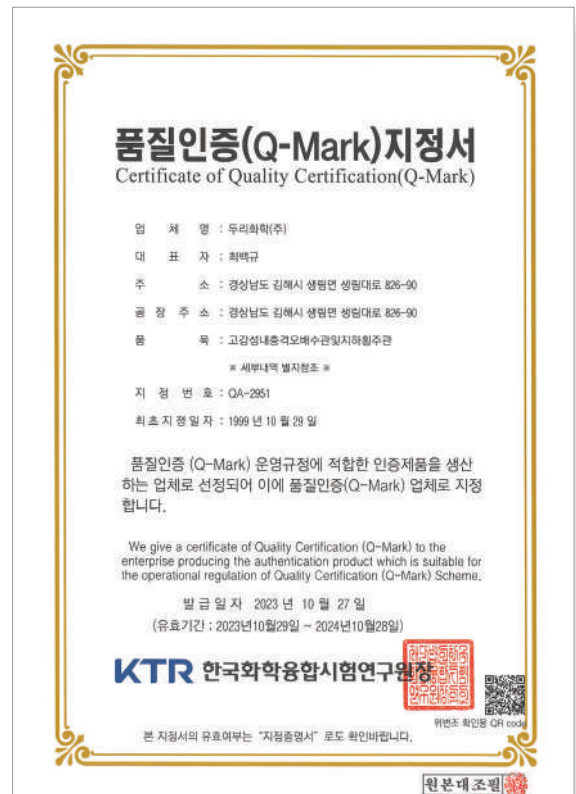 품질인증(Q-Mark)지정서
Certificate of Quality Certification(Q-Mark)
업 체 명 : 두리화학(주)
대 표 자 : 최백규
주 소 : 경상남도 김해시 생림면 생림대로 826-90
공 장 주 소 : 경상남도 김해시 생림면 생림대로 826-90
품 목 : 고감성내충격오배수관및지하횡주관
※ 세부내역 별지참조 ※
지 정 번 호 : QA-2951
최초지정일자 : 1999 년 10 월 29 일
품질인증 (Q-Mark) 운영규정에 적합한 인증제품을 생산
하는 업체로 선정되어 이에 품질인증(Q-Mark) 업체로 지정
합니다.
We give a certificate of Quality Certification (Q-Mark) to the
enterprise producing the authentication product which is suitable for
the operational regulation of Quality Certification (Q-Mark) Scheme.
발급일자 2023 년 10 월 27 일
(유효기간 : 2023년10월29일 ~ 2024년10월28일)
KTR 한국화학융합시험연구원장
위변조 확인용 QR code
본 지정서의 유효여부는 "지정증명서" 로도 확인바랍니다.
원본대조필